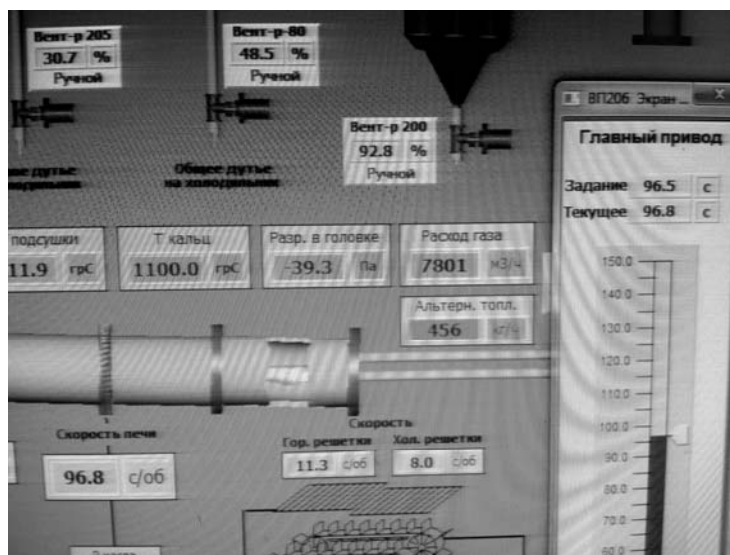 Вент-р 205
30.7 %
Ручной
Вент-р-80
48.5 %
Ручной
Вент-р 200
92.8 %
Ручной
дутье
Общее дутье
на холодильник
ВП206 Экран ...
Главный привод
Задание 96.5 с
Текущее 96.8 с
подсушки
11.9 грС
Т кальц
1100.0 грС
Разр. в головке
-39.3 Па
Расход газа
7801 м3/ч
Альтерн. топл.
456 кг/ч
150.0
140.0
130.0
120.0
110.0
100.0
90.0
80.0
70.0
60.0
Скорость печи
96.8 с/об
Скорость
Гор. решетки
11.3 с/об
Хол. решетки
8.0 с/об